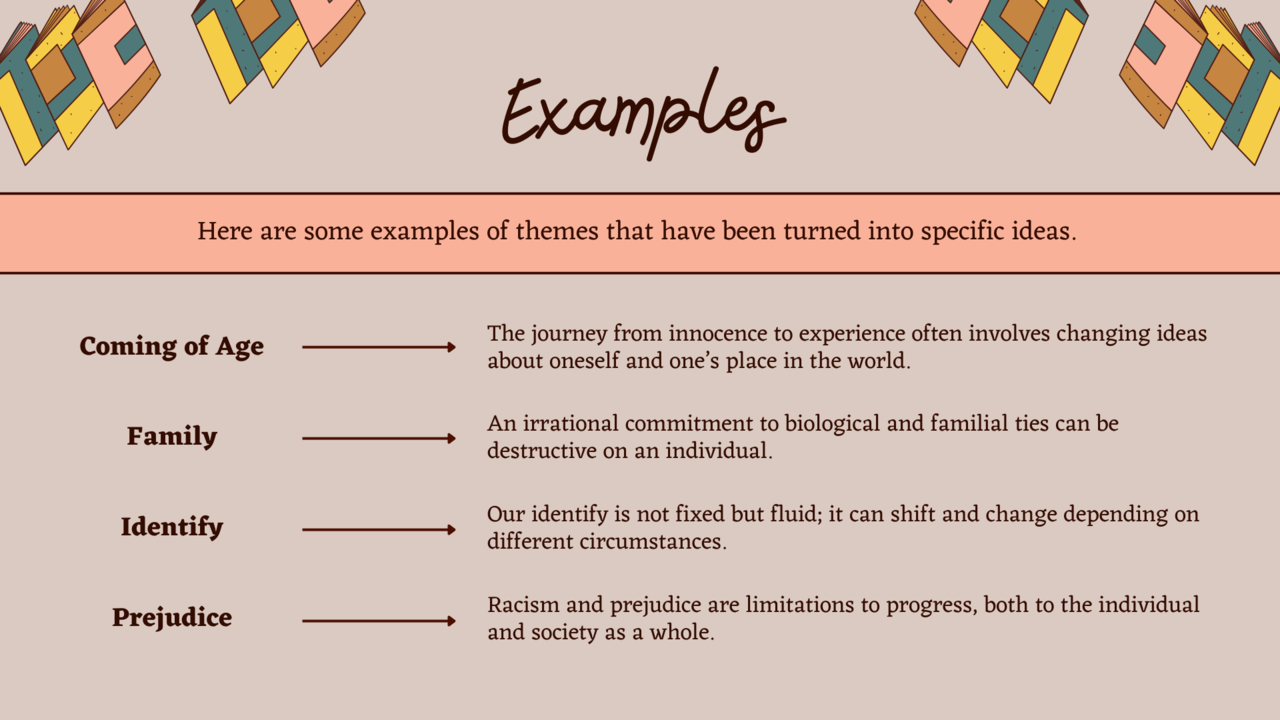 Examples
Here are some examples of themes that have been turned into specific ideas.
Coming of Age
The journey from innocence to experience often involves changing ideas
about oneself and one's place in the world.
Family
An irrational commitment to biological and familial ties can be
destructive on an individual.
Identify
Our identify is not fixed but fluid; it can shift and change depending on
different circumstances.
Prejudice
Racism and prejudice are limitations to progress, both to the individual
and society as a whole.